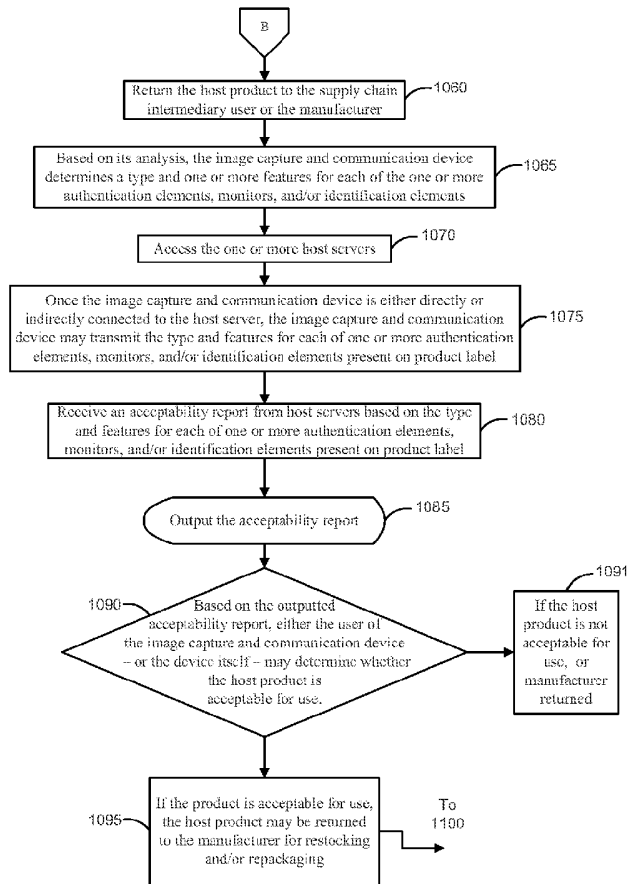 B
Return the host product to the supply chain
intermediary user or the manufacturer
1060
Based on its analysis, the image capture and communication device
determines a type and one or more features for each of the one or more
authentication elements, monitors, and/or identification elements
1065
Access the one or more host servers
1070
Once the image capture and communication device is either directly or
indirectly connected to the host server, the image capture and communication
device may transmit the type and features for each of one or more authentication
elements, monitors, and/or identification elements present on product label
1075
Receive an acceptability report from host servers based on the type
and features for each of one or more authentication elements,
monitors, and/or identification elements present on product label
1080
Output the acceptability report
1085
1090
Based on the outputted
acceptability report, either the user of
the image capture and communication device
– or the device itself – may determine whether
the host product is
acceptable for use.
1091
If the host
product is not
acceptable for
use, or
manufacturer
returned
1095
If the product is acceptable for use,
the host product may be returned
to the manufacturer for restocking
and/or repackaging
To
1100